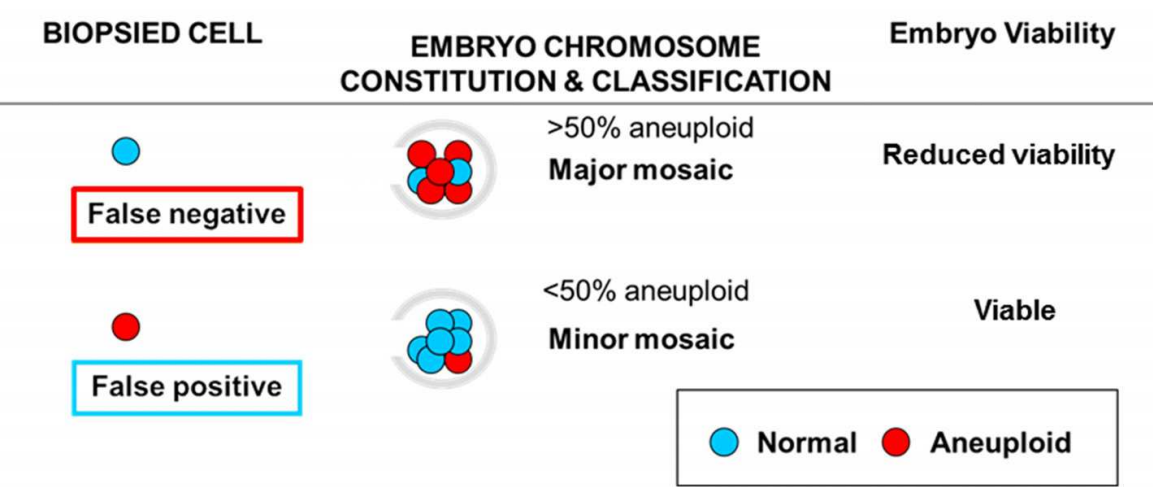 BIOPSIED CELL
EMBRYO CHROMOSOME
CONSTITUTION & CLASSIFICATION
Embryo Viability
>50% aneuploid
Major mosaic
Reduced viability
False negative
<50% aneuploid
Minor mosaic
Viable
False positive
Normal
Aneuploid